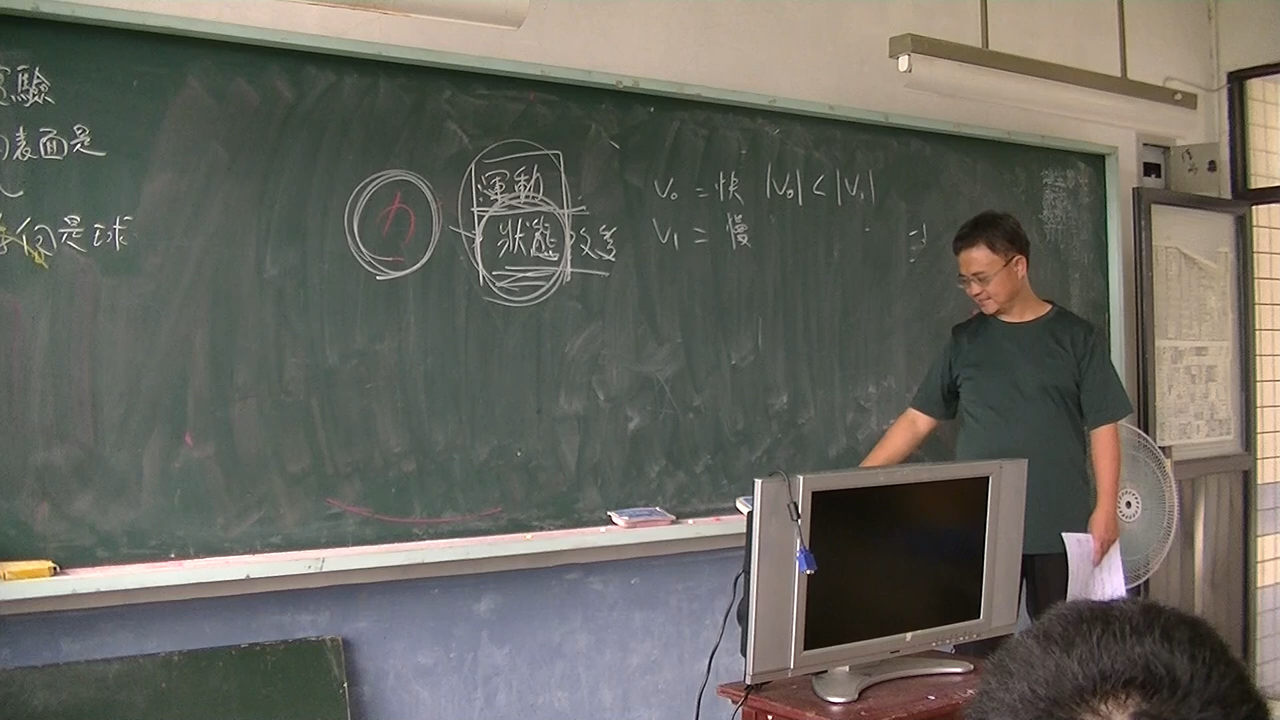 驗
表面是
是球
力
運動
狀態改變
V₀ = 快 |V₀| < |V₁|
V₁ = 慢